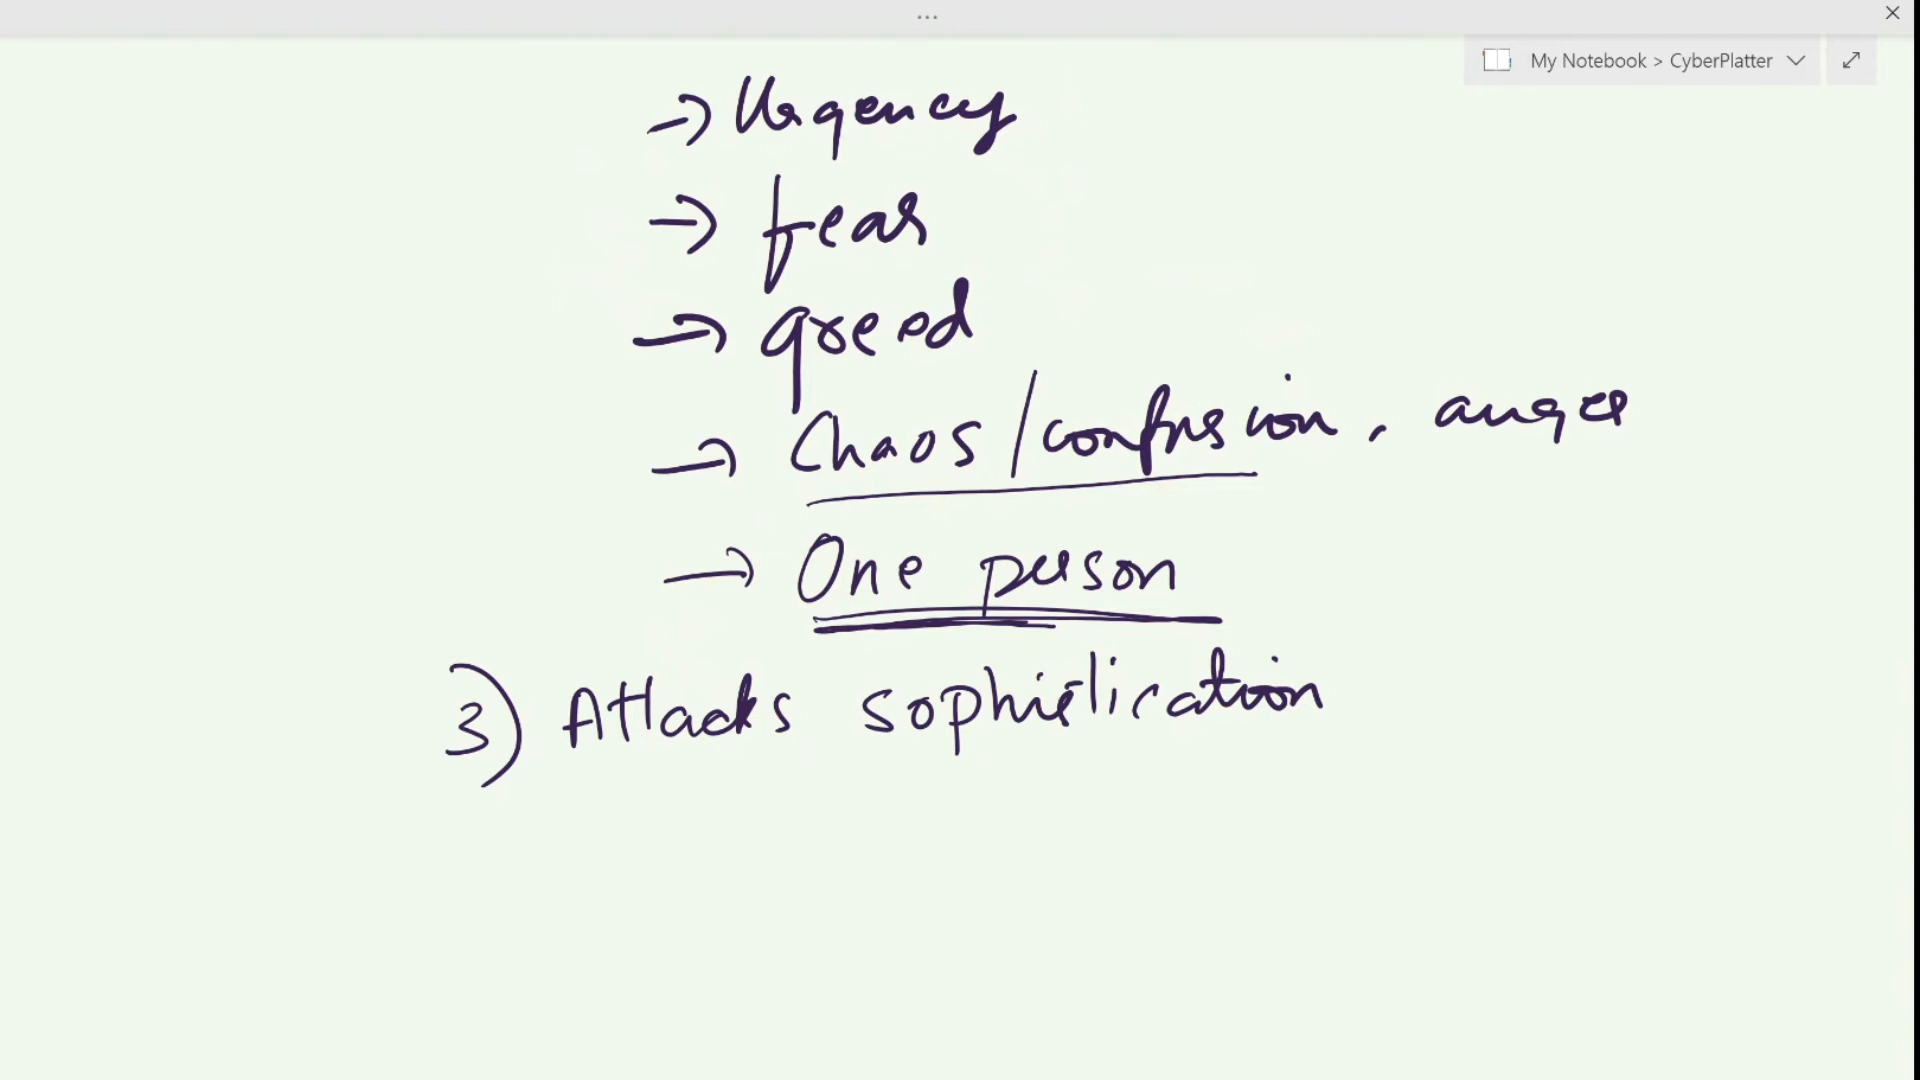 ...
My Notebook > CyberPlatter
→ Urgency
→ fear
→ greed
→ Chaos/confusion, anger
→ One person
3) Attacks sophistication